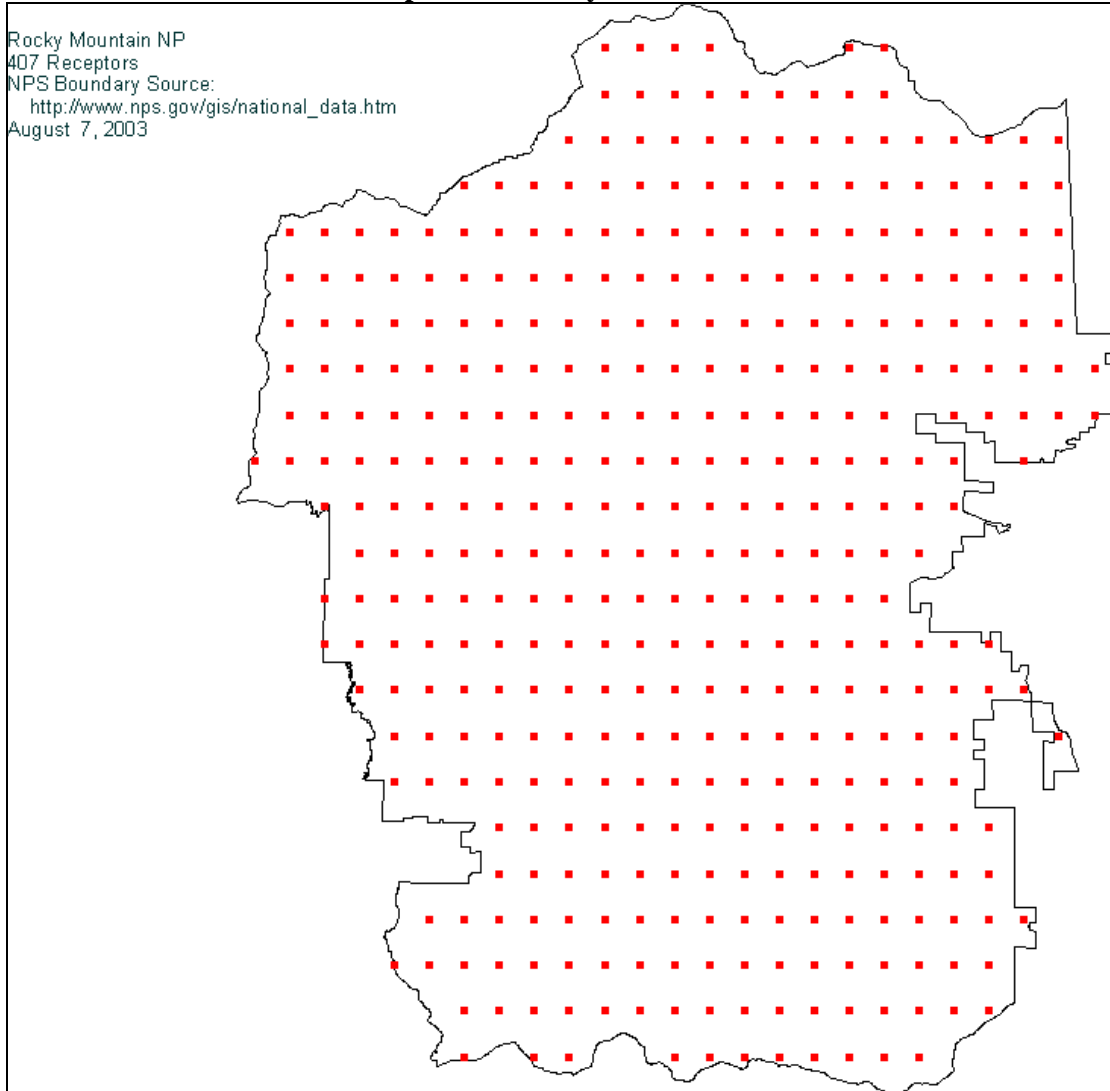 Rocky Mountain NP
407 Receptors
NPS Boundary Source:
http://www.nps.gov/gis/national_data.htm
August 7, 2003